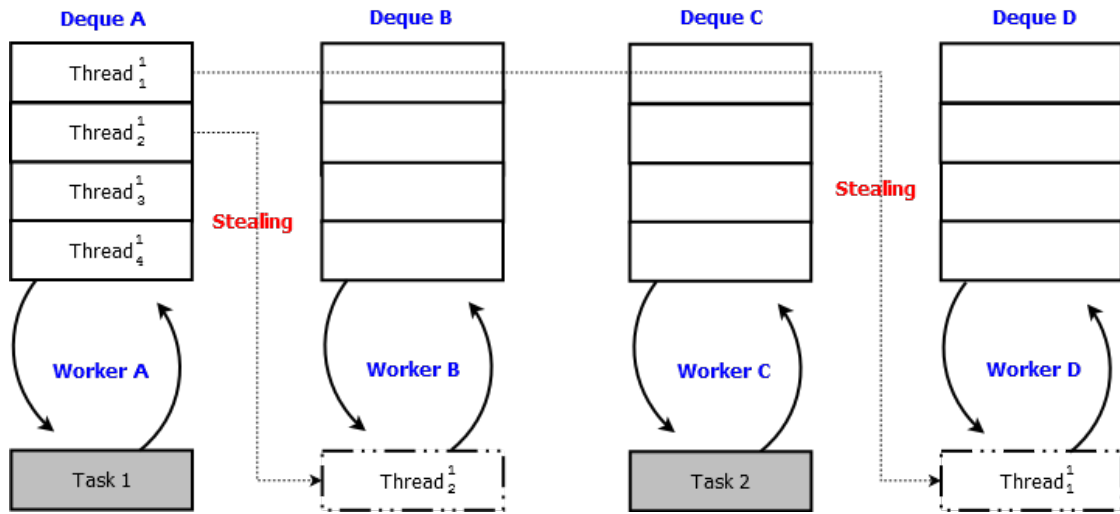 Deque A Deque B Deque C Deque D
Thread 1 1
Thread 1 2
Thread 1 3
Stealing
Stealing
Thread 1 4
Worker A Worker B Worker C Worker D
Task 1 Thread 1 2 Task 2 Thread 1 1